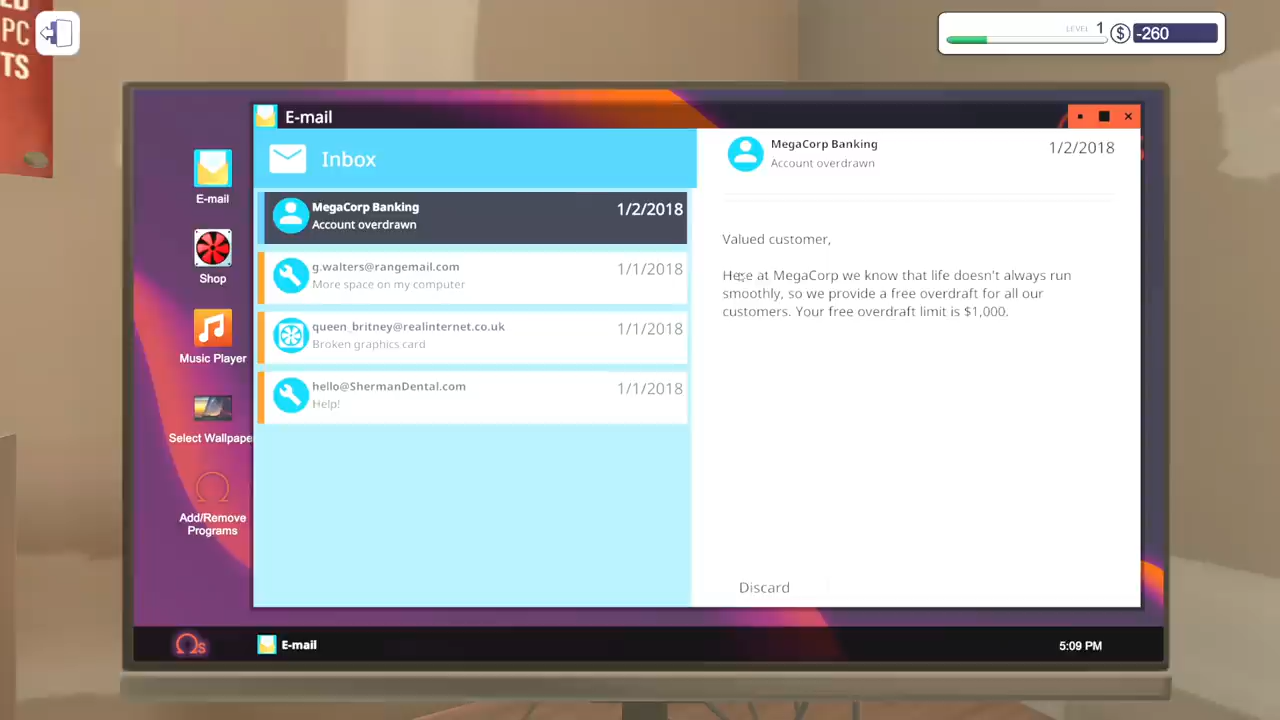 PC
TS
LEVEL 1
$ -260
E-mail
Inbox
MegaCorp Banking
Account overdrawn
1/2/2018
g.walters@rangemail.com
More space on my computer
1/1/2018
queen_britney@realinternet.co.uk
Broken graphics card
1/1/2018
hello@ShermanDental.com
Help!
1/1/2018
MegaCorp Banking
Account overdrawn
1/2/2018
Valued customer,
Here at MegaCorp we know that life doesn't always run
smoothly, so we provide a free overdraft for all our
customers. Your free overdraft limit is $1,000.
Discard
E-mail
Shop
Music Player
Select Wallpape
Add/Remove
Programs
Ωs
E-mail
5:09 PM